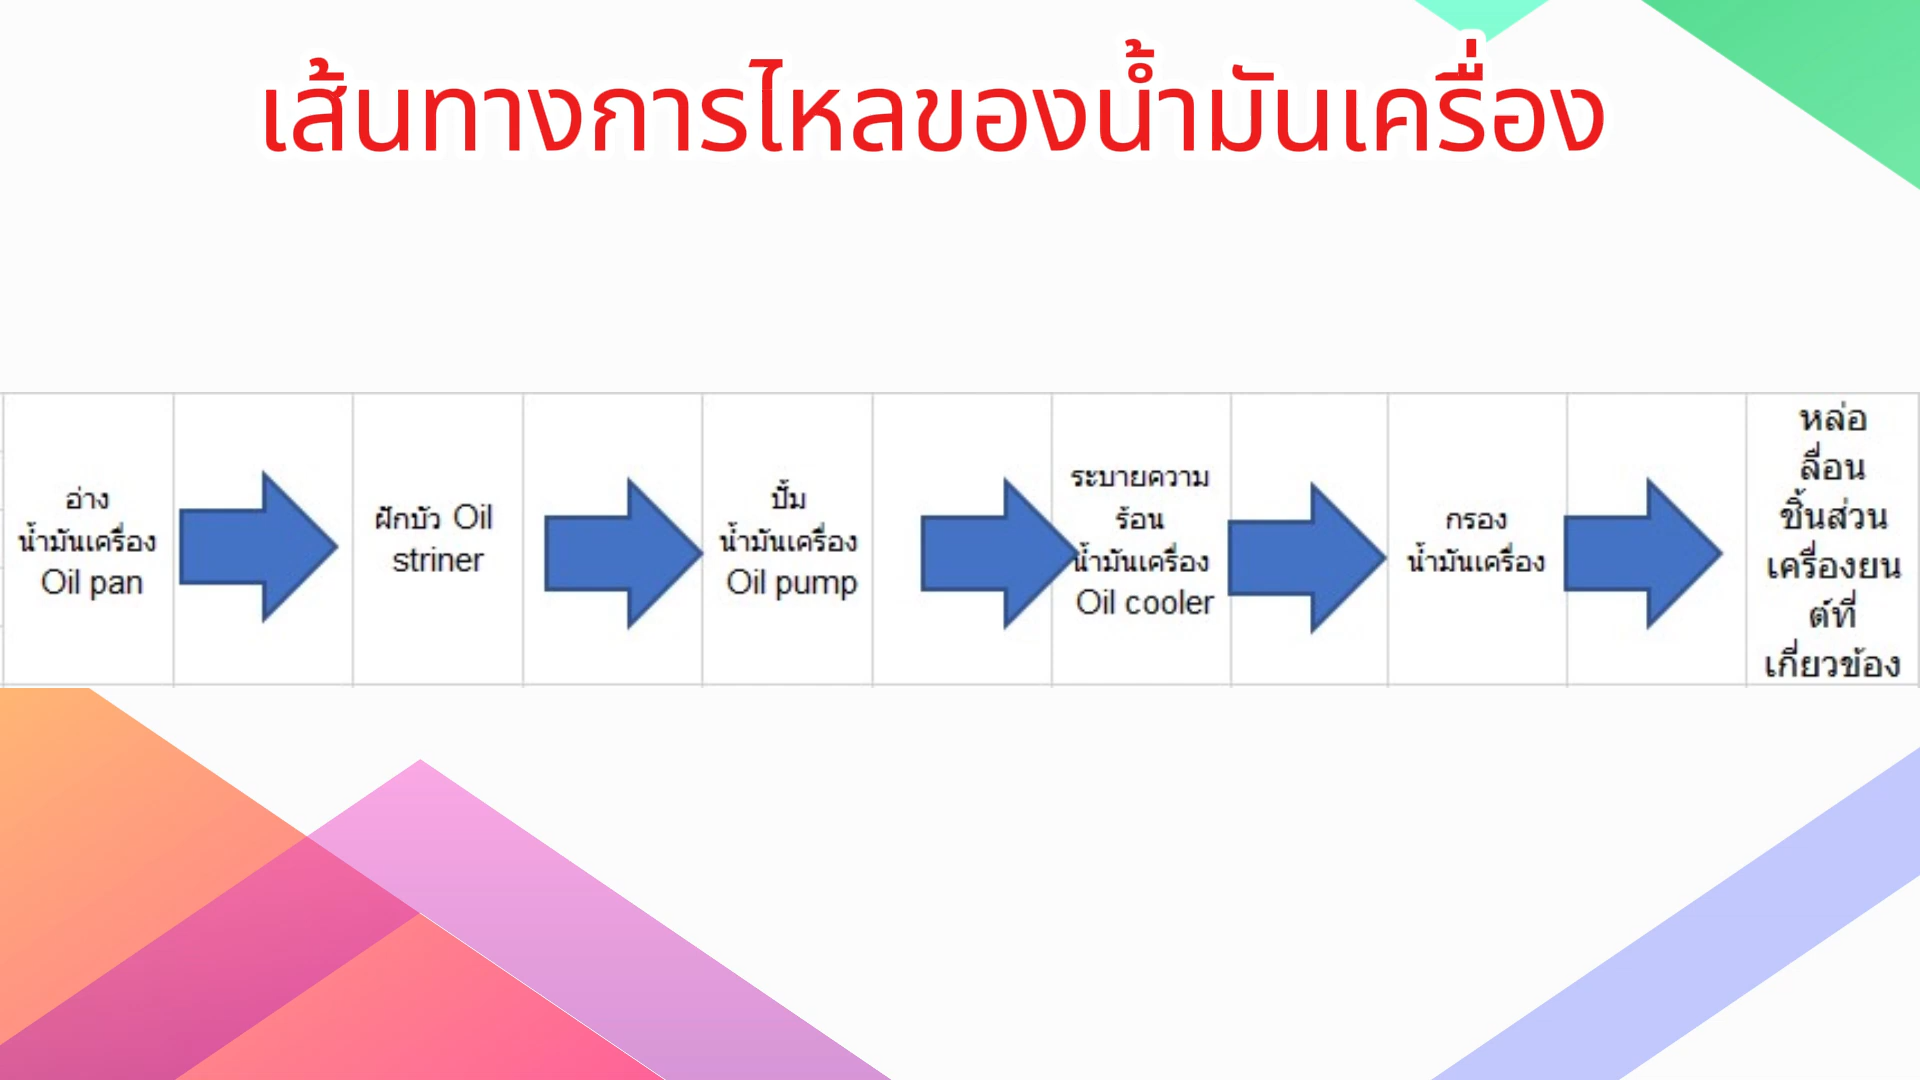 เส้นทางการไหลของน้ำมันเครื่อง
อ่าง
น้ำมันเครื่อง
Oil pan
ฝักบัว Oil
striner
ปั้ม
น้ำมันเครื่อง
Oil pump
ระบายความ
ร้อน
น้ำมันเครื่อง
Oil cooler
กรอง
น้ำมันเครื่อง
หล่อ
ลื่อน
ชิ้นส่วน
เครื่องยน
ต์ที่
เกี่ยวข้อง